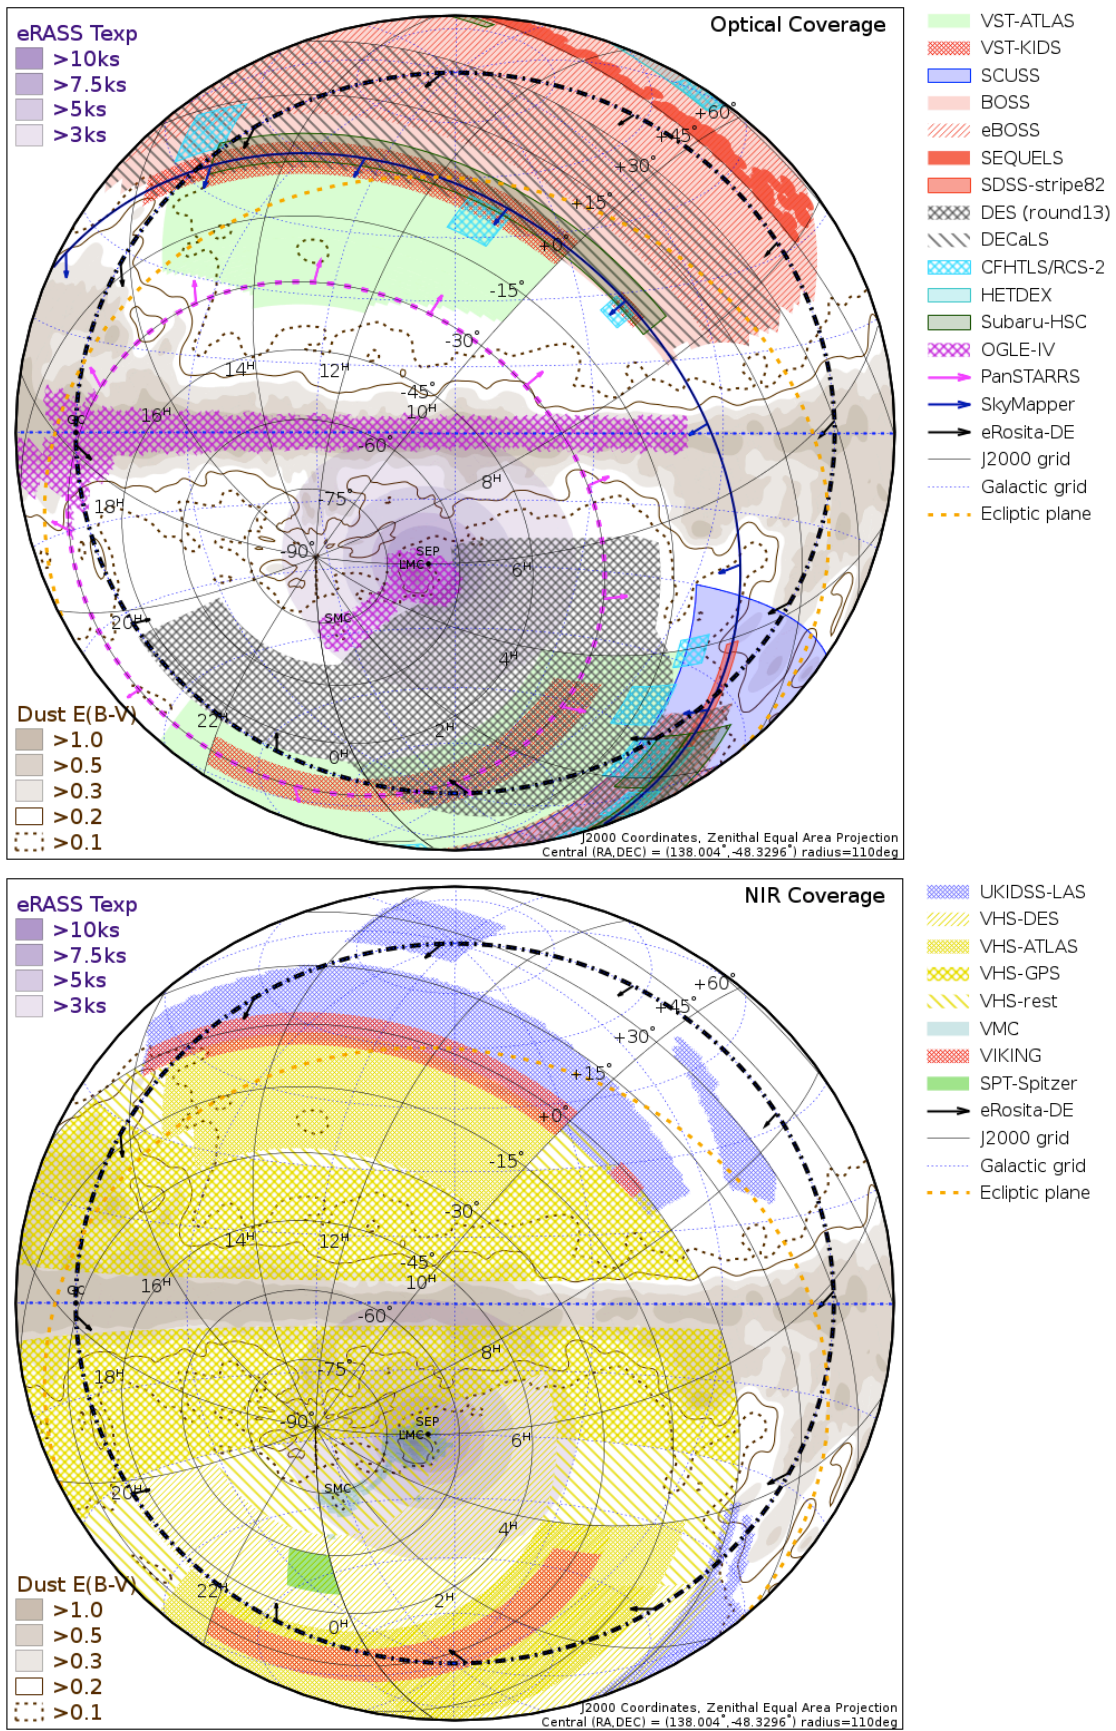 Optical Coverage
eRASS Texp
>10ks
>7.5ks
>5ks
>3ks
+60°
+45°
+30°
+15°
+0°
-15°
-30°
-45°
-60°
-75°
-90°
14H
12H
10H
16H
GC
8H
18H
SEP
LMC
6H
SMC
20H
4H
22H
2H
0H
Dust E(B-V)
>1.0
>0.5
>0.3
>0.2
>0.1
J2000 Coordinates, Zenithal Equal Area Projection
Central (RA,DEC) = (138.004°,-48.3296°) radius=110deg
VST-ATLAS
VST-KIDS
SCUSS
BOSS
eBOSS
SEQUELS
SDSS-stripe82
DES (round13)
DECaLS
CFHTLS/RCS-2
HETDEX
Subaru-HSC
OGLE-IV
PanSTARRS
SkyMapper
eRosita-DE
J2000 grid
Galactic grid
Ecliptic plane
NIR Coverage
eRASS Texp
>10ks
>7.5ks
>5ks
>3ks
+60°
+45°
+30°
+15°
+0°
-15°
-30°
-45°
-60°
-75°
-90°
14H
12H
10H
16H
GC
8H
18H
SEP
LMC
6H
SMC
20H
4H
22H
2H
0H
Dust E(B-V)
>1.0
>0.5
>0.3
>0.2
>0.1
J2000 Coordinates, Zenithal Equal Area Projection
Central (RA,DEC) = (138.004°,-48.3296°) radius=110deg
UKIDSS-LAS
VHS-DES
VHS-ATLAS
VHS-GPS
VHS-rest
VMC
VIKING
SPT-Spitzer
eRosita-DE
J2000 grid
Galactic grid
Ecliptic plane